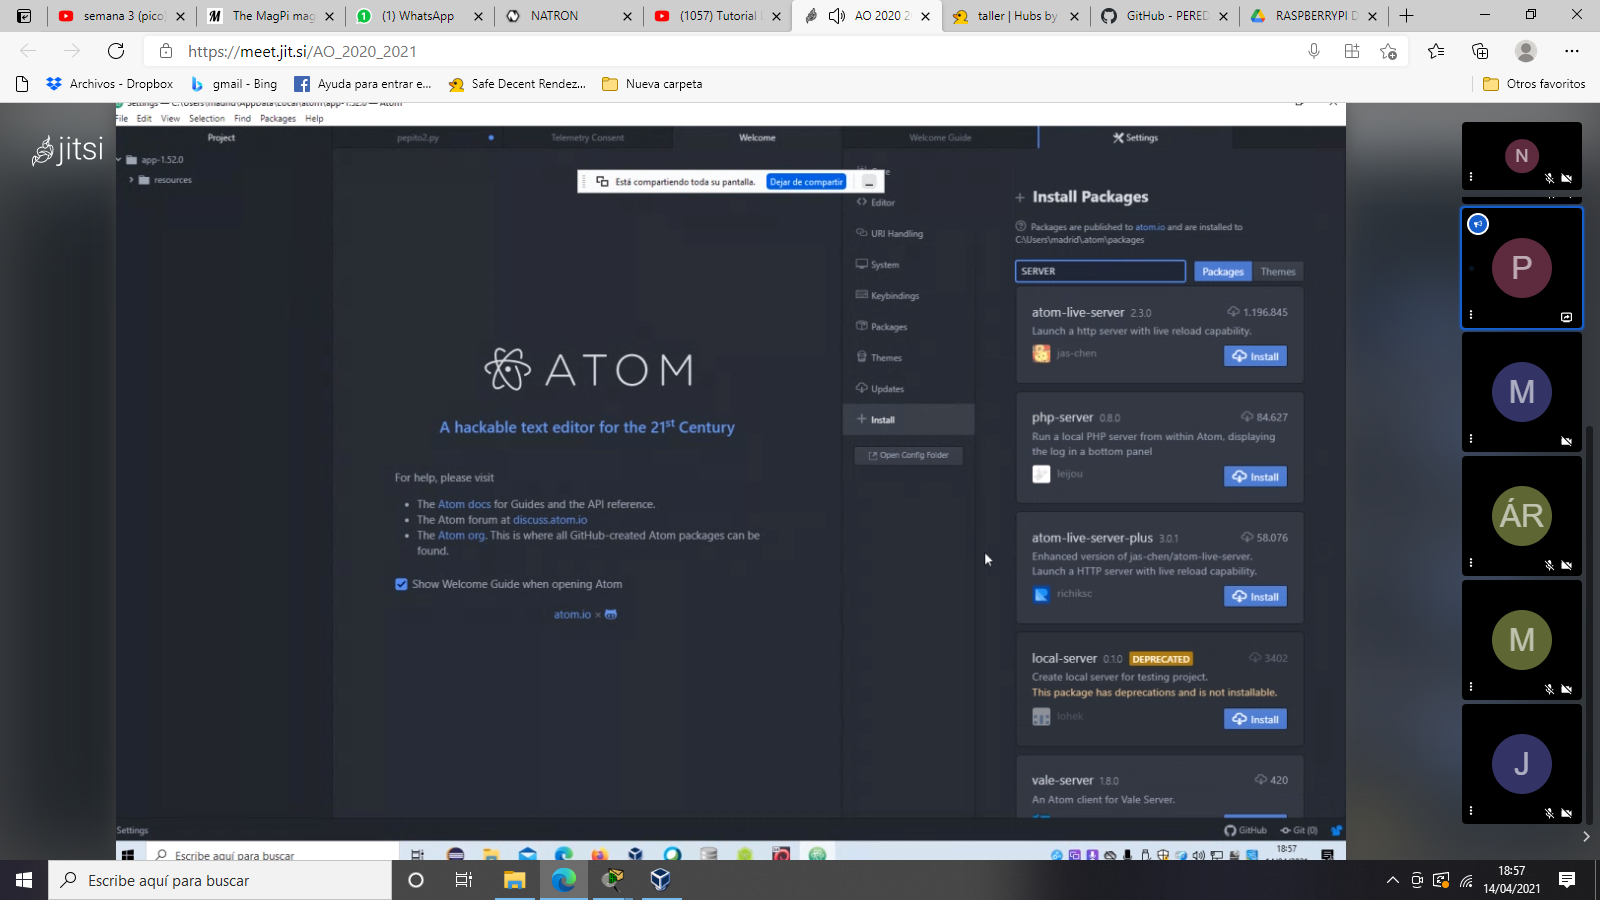 semana 3 (pico)
The MagPi mag
(1) WhatsApp
NATRON
(1057) Tutorial
AO 2020 2
taller | Hubs by
GitHub - PERED
RASPBERRYPI D
https://meet.jit.si/AO_2020_2021
Archivos - Dropbox
gmail - Bing
Ayuda para entrar e...
Safe Decent Rendez...
Nueva carpeta
Otros favoritos
jitsi
Settings — C:\Users\madrid\AppData\Local\atom\app-1.52.0 — Atom
File Edit View Selection Find Packages Help
Project
pepito2.py
Telemetry Consent
Welcome
Welcome Guide
Settings
app-1.52.0
resources
Está compartiendo toda su pantalla.
Dejar de compartir
Editor
URI Handling
System
Keybindings
Packages
Themes
Updates
Install
Open Config Folder
ATOM
A hackable text editor for the 21st Century
For help, please visit
• The Atom docs for Guides and the API reference.
• The Atom forum at discuss.atom.io
• The Atom org. This is where all GitHub-created Atom packages can be
found.
Show Welcome Guide when opening Atom
atom.io ×
Install Packages
Packages are published to atom.io and are installed to
C:\Users\madrid\.atom\packages
SERVER
Packages
Themes
atom-live-server 2.3.0
1.196.845
Launch a http server with live reload capability.
jas-chen
Install
php-server 0.8.0
84.627
Run a local PHP server from within Atom, displaying
the log in a bottom panel
leijou
Install
atom-live-server-plus 3.0.1
58.076
Enhanced version of jas-chen/atom-live-server.
Launch a HTTP server with live reload capability.
richiksc
Install
local-server 0.1.0 DEPRECATED
3402
Create local server for testing project.
This package has deprecations and is not installable.
lohek
Install
vale-server 1.8.0
420
An Atom client for Vale Server.
Settings
GitHub
Git (0)
Escribe aquí para buscar
18:57
N
P
M
ÁR
M
J
Escribe aquí para buscar
18:57
14/04/2021